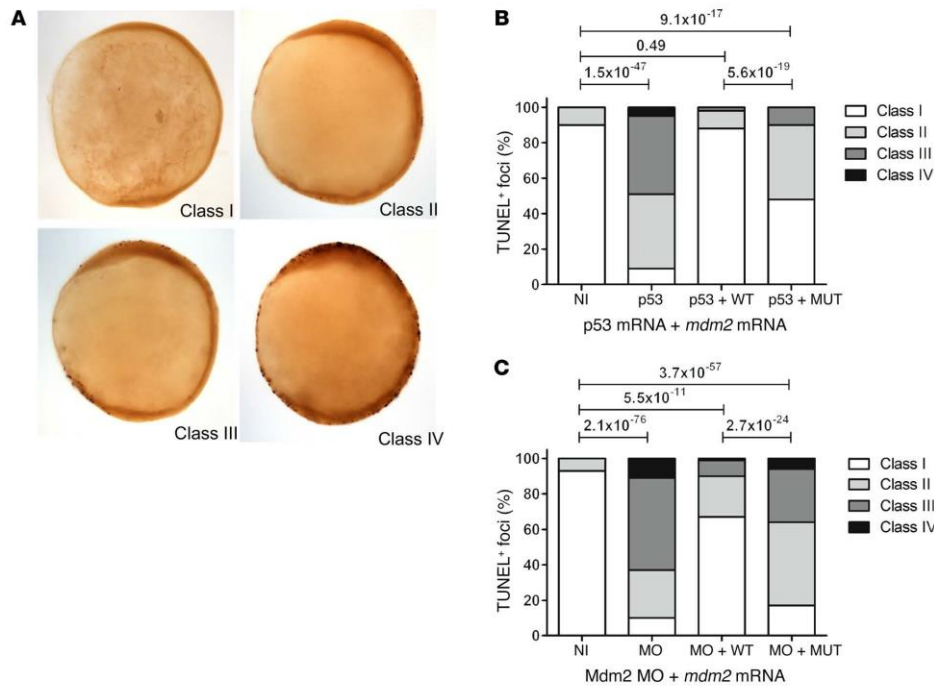 A
Class I
Class II
Class III
Class IV
B
9.1x10⁻¹⁷
0.49
1.5x10⁻⁴⁷
5.6x10⁻¹⁹
TUNEL⁺ foci (%)
100
80
60
40
20
0
NI
p53
p53 + WT
p53 + MUT
p53 mRNA + mdm2 mRNA
Class I
Class II
Class III
Class IV
C
3.7x10⁻⁵⁷
5.5x10⁻¹¹
2.1x10⁻⁷⁶
2.7x10⁻²⁴
TUNEL⁺ foci (%)
100
80
60
40
20
0
NI
MO
MO + WT
MO + MUT
Mdm2 MO + mdm2 mRNA
Class I
Class II
Class III
Class IV